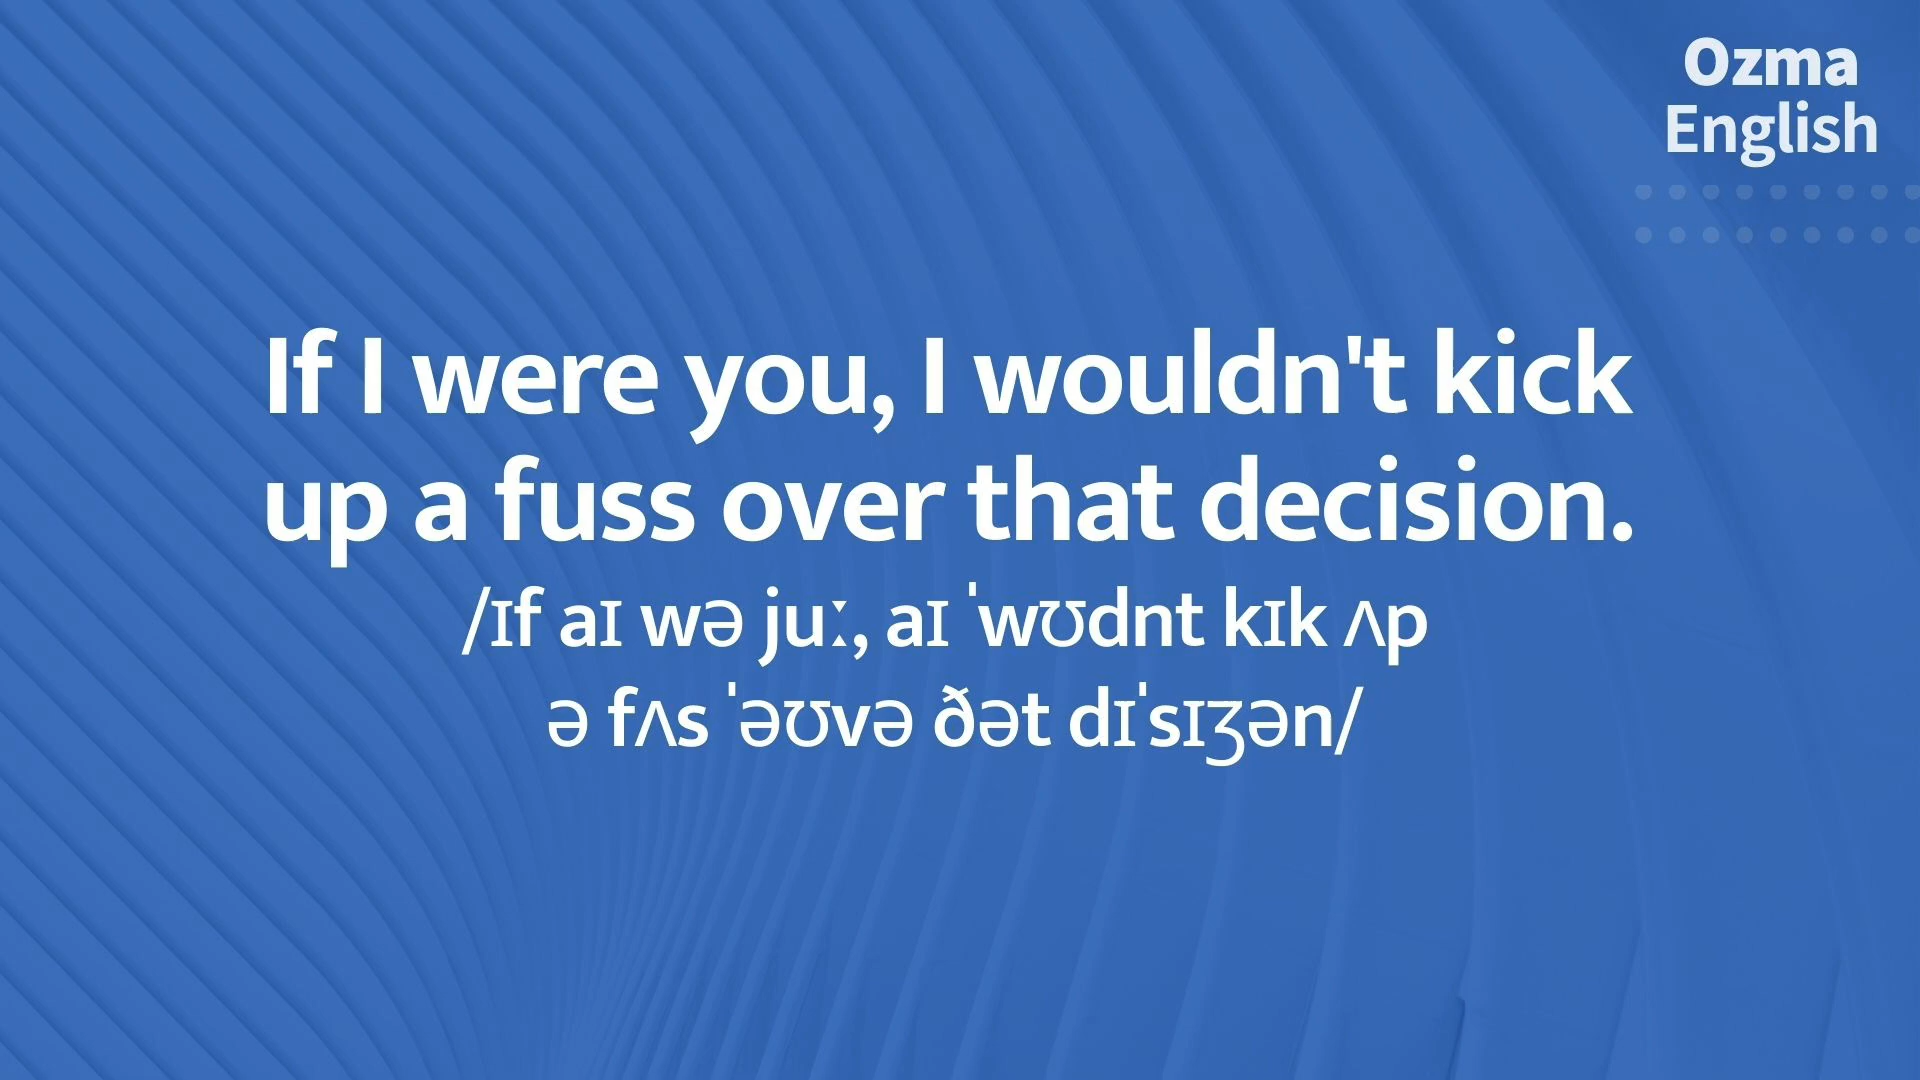 Ozma
English
If I were you, I wouldn't kick
up a fuss over that decision.
/ɪf aɪ wə juː, aɪ ˈwʊdnt kɪk ʌp
ə fʌs ˈəʊvə ðət dɪˈsɪʒən/